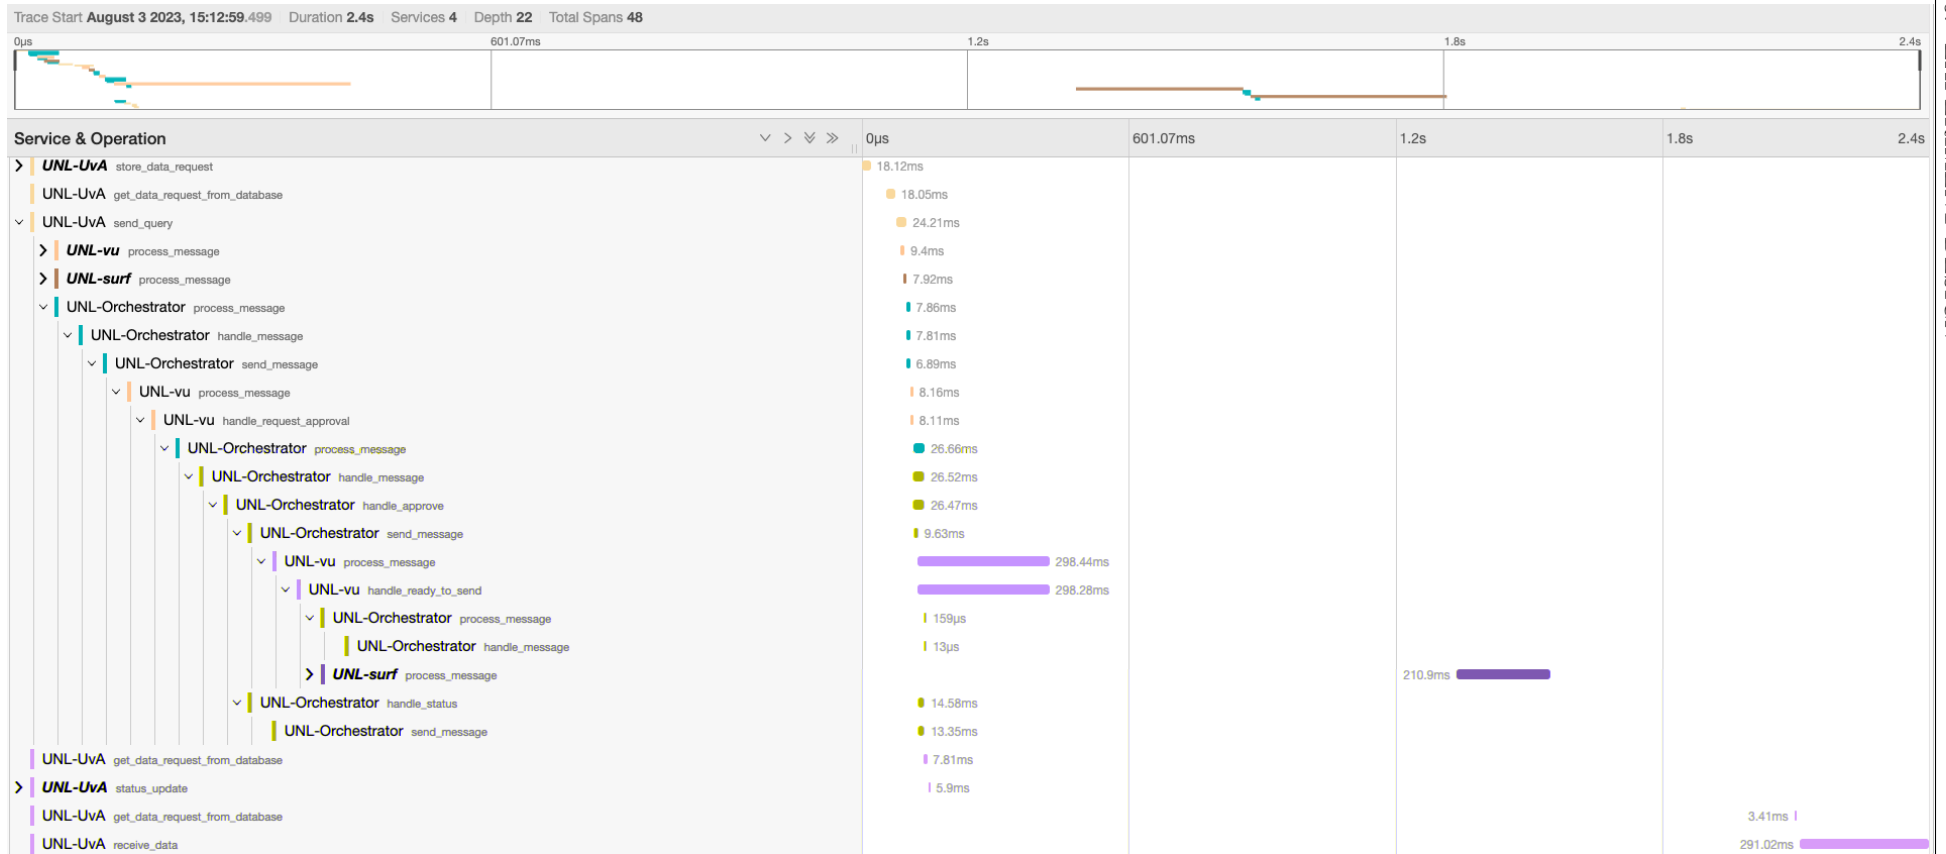 Trace Start August 3 2023, 15:12:59.499 Duration 2.4s Services 4 Depth 22 Total Spans 48
0μs 601.07ms 1.2s 1.8s 2.4s
Service & Operation 0μs 601.07ms 1.2s 1.8s 2.4s
UNL-UvA store_data_request 18.12ms
UNL-UvA get_data_request_from_database 18.05ms
UNL-UvA send_query 24.21ms
UNL-vu process_message 9.4ms
UNL-surf process_message 7.92ms
UNL-Orchestrator process_message 7.86ms
UNL-Orchestrator handle_message 7.81ms
UNL-Orchestrator send_message 6.89ms
UNL-vu process_message 8.16ms
UNL-vu handle_request_approval 8.11ms
UNL-Orchestrator process_message 26.66ms
UNL-Orchestrator handle_message 26.52ms
UNL-Orchestrator handle_approve 26.47ms
UNL-Orchestrator send_message 9.63ms
UNL-vu process_message 298.44ms
UNL-vu handle_ready_to_send 298.28ms
UNL-Orchestrator process_message 159μs
UNL-Orchestrator handle_message 13μs
UNL-surf process_message 210.9ms
UNL-Orchestrator handle_status 14.58ms
UNL-Orchestrator send_message 13.35ms
UNL-UvA get_data_request_from_database 7.81ms
UNL-UvA status_update 5.9ms
UNL-UvA get_data_request_from_database 3.41ms
UNL-UvA receive_data 291.02ms